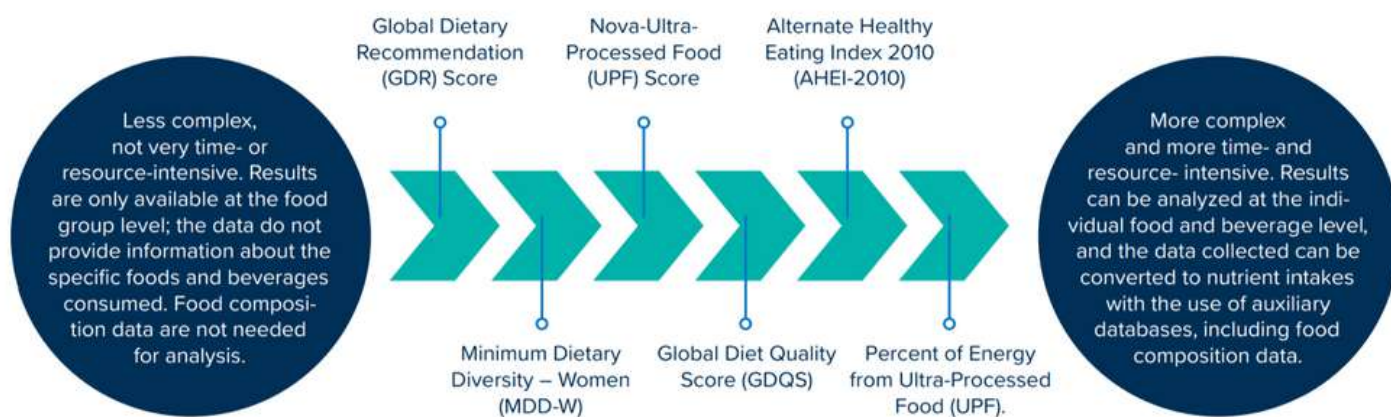 Less complex,
not very time- or
resource-intensive. Results
are only available at the food
group level; the data do not
provide information about the
specific foods and beverages
consumed. Food composi-
tion data are not needed
for analysis.
Global Dietary
Recommendation
(GDR) Score
Minimum Dietary
Diversity – Women
(MDD-W)
Nova-Ultra-
Processed Food
(UPF) Score
Global Diet Quality
Score (GDQS)
Alternate Healthy
Eating Index 2010
(AHEI-2010)
Percent of Energy
from Ultra-Processed
Food (UPF).
More complex
and more time- and
resource- intensive. Results
can be analyzed at the indi-
vidual food and beverage level,
and the data collected can be
converted to nutrient intakes
with the use of auxiliary
databases, including food
composition data.